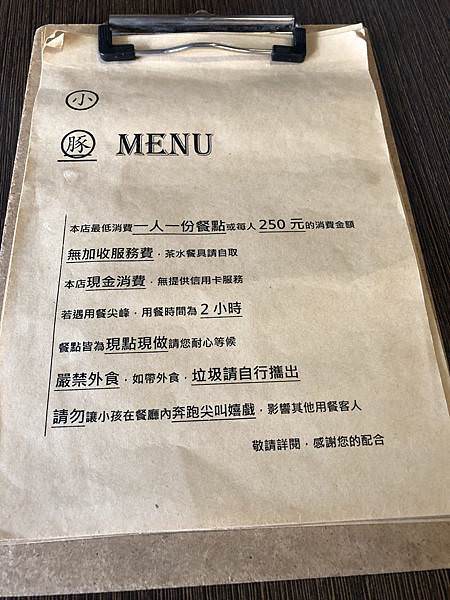 小
豚 MENU
本店最低消費一人一份餐點或每人 250 元的消費金額
無加收服務費，茶水餐具請自取
本店現金消費，無提供信用卡服務
若遇用餐尖峰，用餐時間為 2 小時
餐點皆為現點現做請您耐心等候
嚴禁外食，如帶外食，垃圾請自行攜出
請勿讓小孩在餐廳內奔跑尖叫嬉戲，影響其他用餐客人
敬請詳閱，感謝您的配合